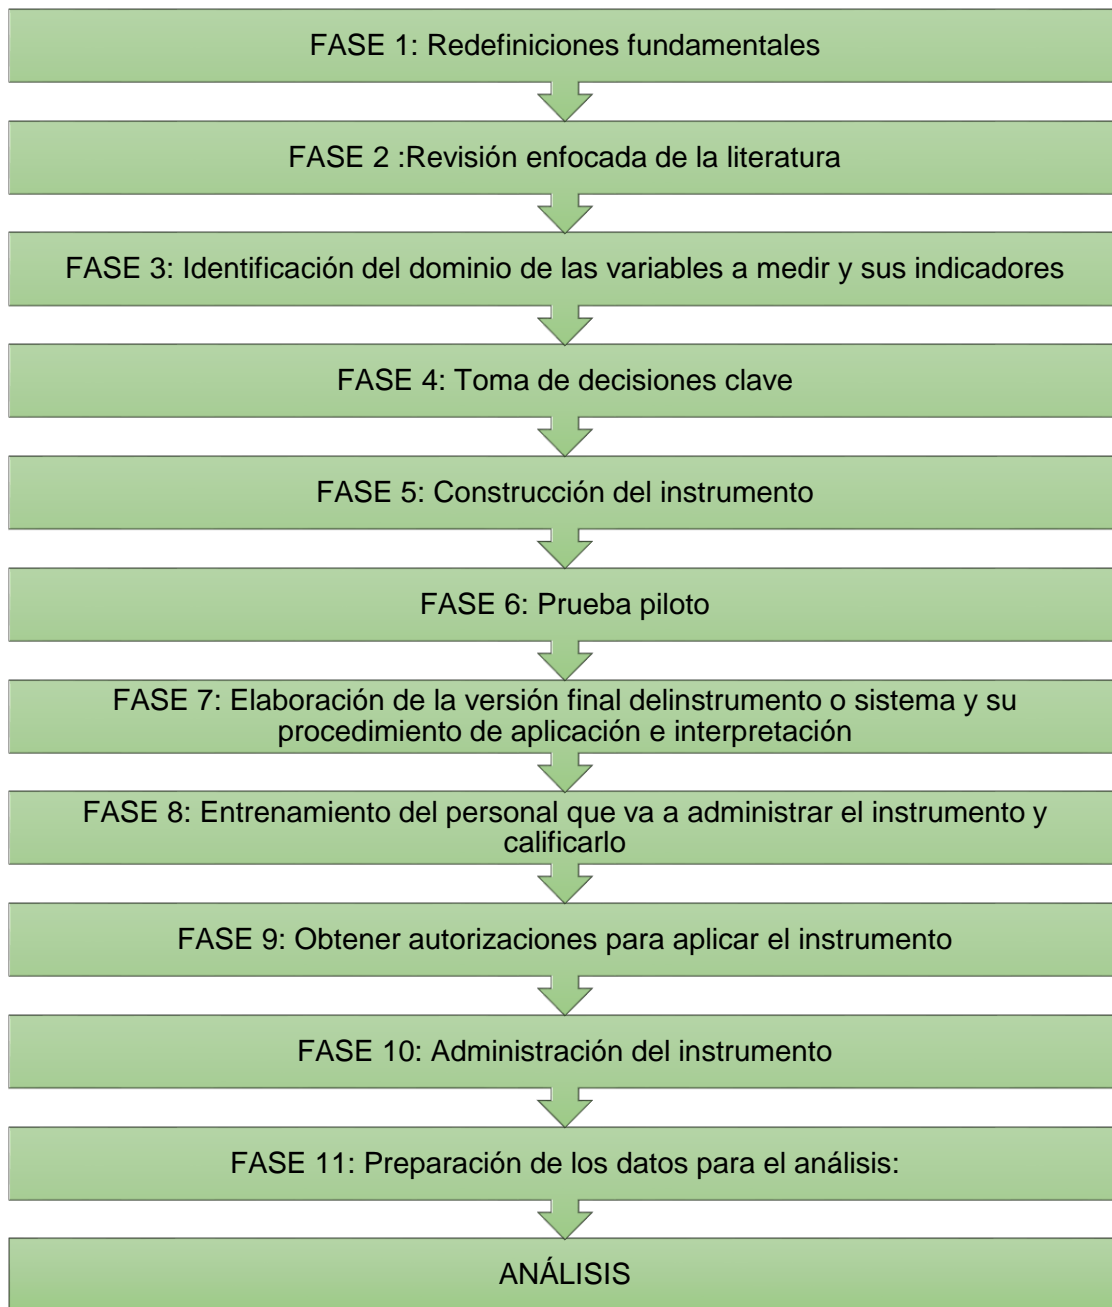 FASE 1: Redefiniciones fundamentales
FASE 2 :Revisión enfocada de la literatura
FASE 3: Identificación del dominio de las variables a medir y sus indicadores
FASE 4: Toma de decisiones clave
FASE 5: Construcción del instrumento
FASE 6: Prueba piloto
FASE 7: Elaboración de la versión final delinstrumento o sistema y su
procedimiento de aplicación e interpretación
FASE 8: Entrenamiento del personal que va a administrar el instrumento y
calificarlo
FASE 9: Obtener autorizaciones para aplicar el instrumento
FASE 10: Administración del instrumento
FASE 11: Preparación de los datos para el análisis:
ANÁLISIS